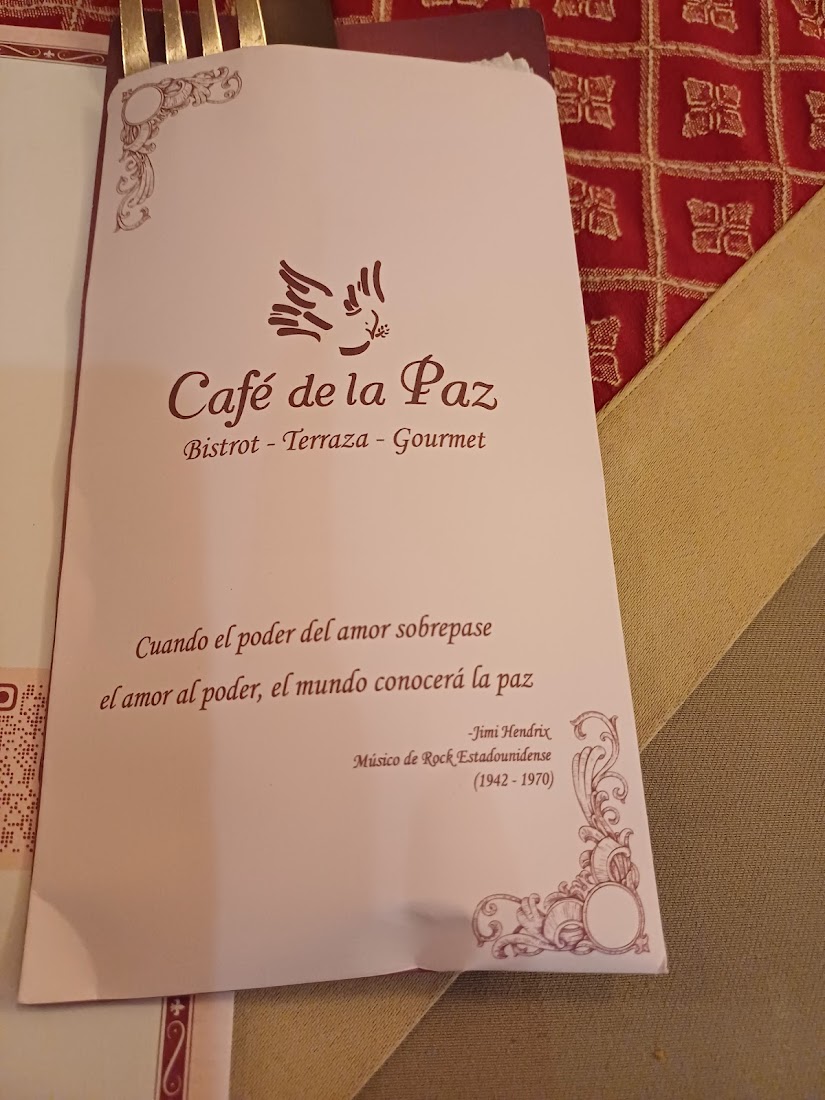 Café de la Paz
Bistrot - Terraza - Gourmet
Cuando el poder del amor sobrepase
el amor al poder, el mundo conocerá la paz
-Jimi Hendrix
Músico de Rock Estadounidense
(1942 - 1970)